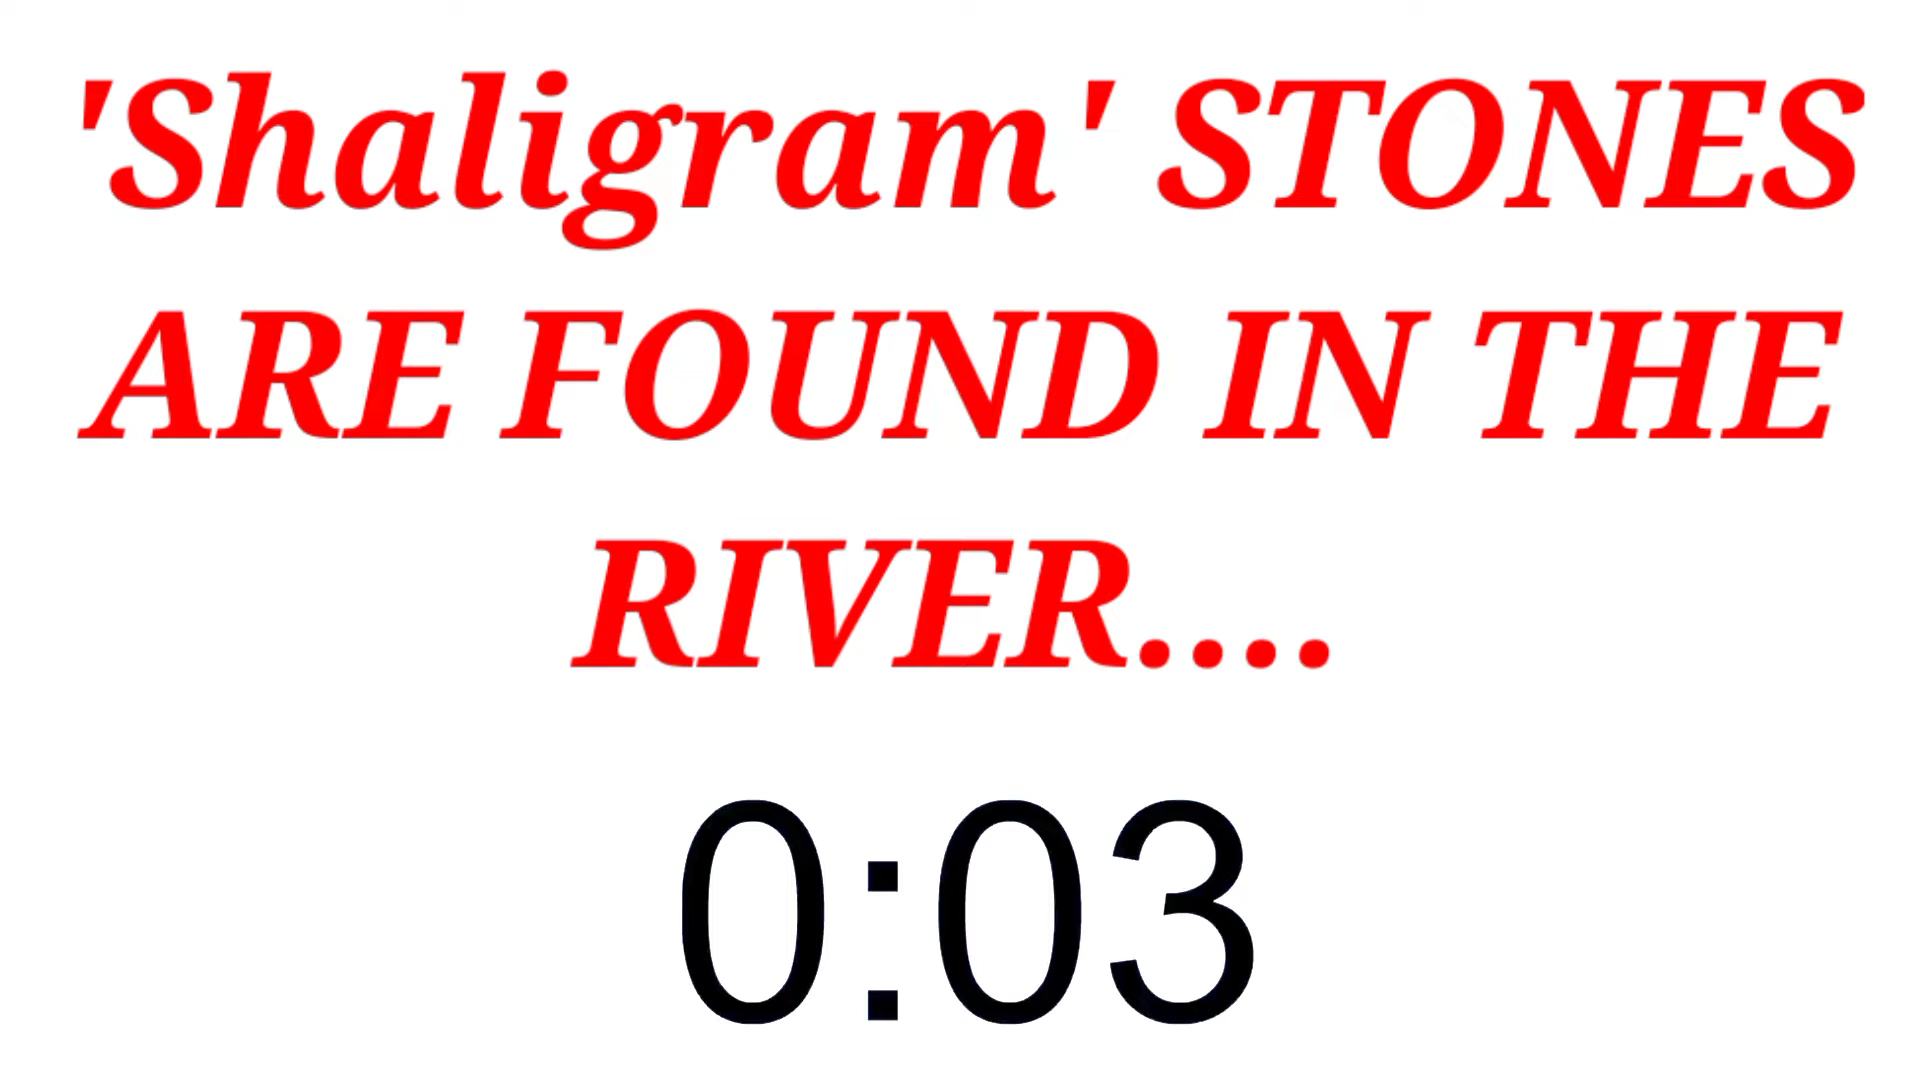 'Shaligram' STONES
ARE FOUND IN THE
RIVER....
0:03